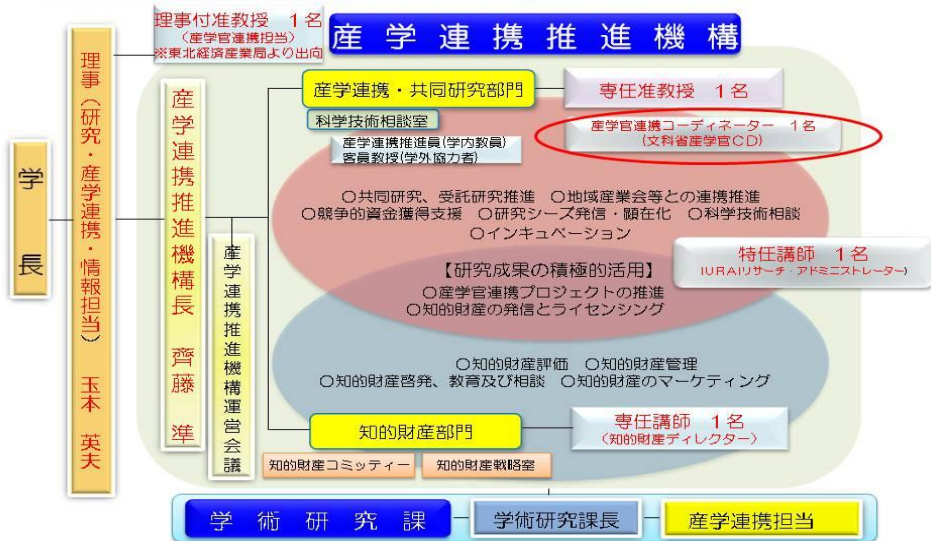 理事付准教授 1名
(産学官連携担当)
※東北経済産業局より出向
産学連携推進機構
学長
理事(研究・産学連携・情報担当) 玉本 英夫
産学連携推進機構長 齊藤 準
産学連携推進機構運営会議
産学連携・共同研究部門
専任准教授 1名
科学技術相談室
産学連携推進員(学内教員)
客員教授(学外協力者)
産学官連携コーディネーター 1名
(文科省産学官CD)
○共同研究、受託研究推進 ○地域産業会等との連携推進
○競争的資金獲得支援 ○研究シーズ発信・顕在化 ○科学技術相談
○インキュベーション
特任講師 1名
(URA(リサーチ・アドミニストレーター)
【研究成果の積極的活用】
○産学官連携プロジェクトの推進
○知的財産の発信とライセンシング
○知的財産評価 ○知的財産管理
○知的財産啓発、教育及び相談 ○知的財産のマーケティング
知的財産部門
専任講師 1名
(知的財産ディレクター)
知的財産コミッティー
知的財産戦略室
学術研究課
学術研究課長
産学連携担当